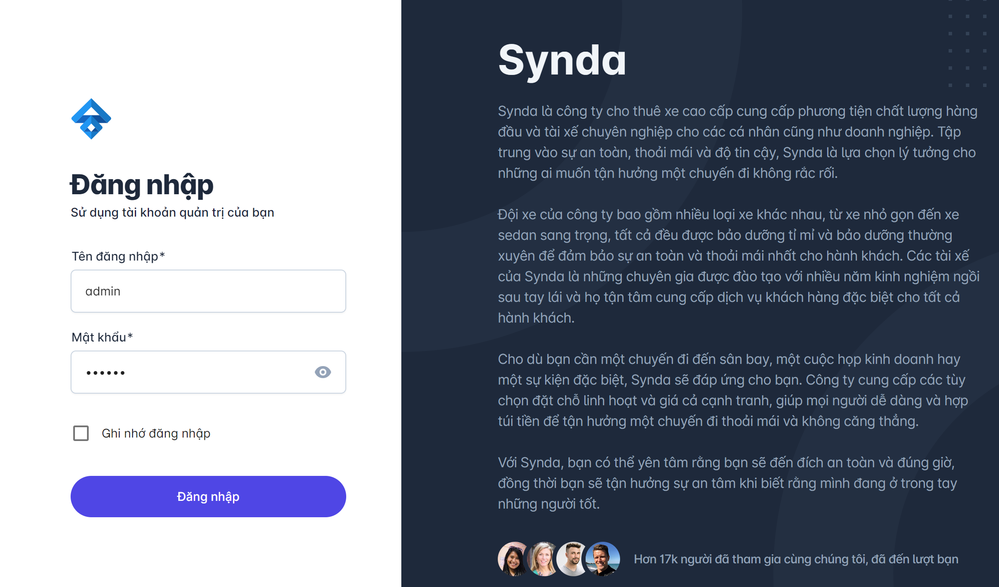 Đăng nhập
Sử dụng tài khoản quản trị của bạn
Tên đăng nhập*
admin
Mật khẩu*
••••••
Ghi nhớ đăng nhập
Đăng nhập
Synda
Synda là công ty cho thuê xe cao cấp cung cấp phương tiện chất lượng hàng
đầu và tài xế chuyên nghiệp cho các cá nhân cũng như doanh nghiệp. Tập
trung vào sự an toàn, thoải mái và độ tin cậy, Synda là lựa chọn lý tưởng cho
những ai muốn tận hưởng một chuyến đi không rắc rối.
Đội xe của công ty bao gồm nhiều loại xe khác nhau, từ xe nhỏ gọn đến xe
sedan sang trọng, tất cả đều được bảo dưỡng tỉ mỉ và bảo dưỡng thường
xuyên để đảm bảo sự an toàn và thoải mái nhất cho hành khách. Các tài xế
của Synda là những chuyên gia được đào tạo với nhiều năm kinh nghiệm ngồi
sau tay lái và họ tận tâm cung cấp dịch vụ khách hàng đặc biệt cho tất cả
hành khách.
Cho dù bạn cần một chuyến đi đến sân bay, một cuộc họp kinh doanh hay
một sự kiện đặc biệt, Synda sẽ đáp ứng cho bạn. Công ty cung cấp các tùy
chọn đặt chỗ linh hoạt và giá cả cạnh tranh, giúp mọi người dễ dàng và hợp
túi tiền để tận hưởng một chuyến đi thoải mái và không căng thẳng.
Với Synda, bạn có thể yên tâm rằng bạn sẽ đến đích an toàn và đúng giờ,
đồng thời bạn sẽ tận hưởng sự an tâm khi biết rằng mình đang ở trong tay
những người tốt.
Hơn 17k người đã tham gia cùng chúng tôi, đã đến lượt bạn